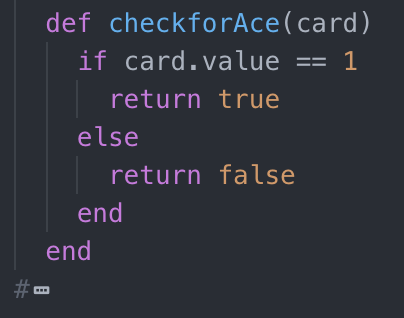 def checkforAce(card)
if card.value == 1
return true
else
return false
end
end
#